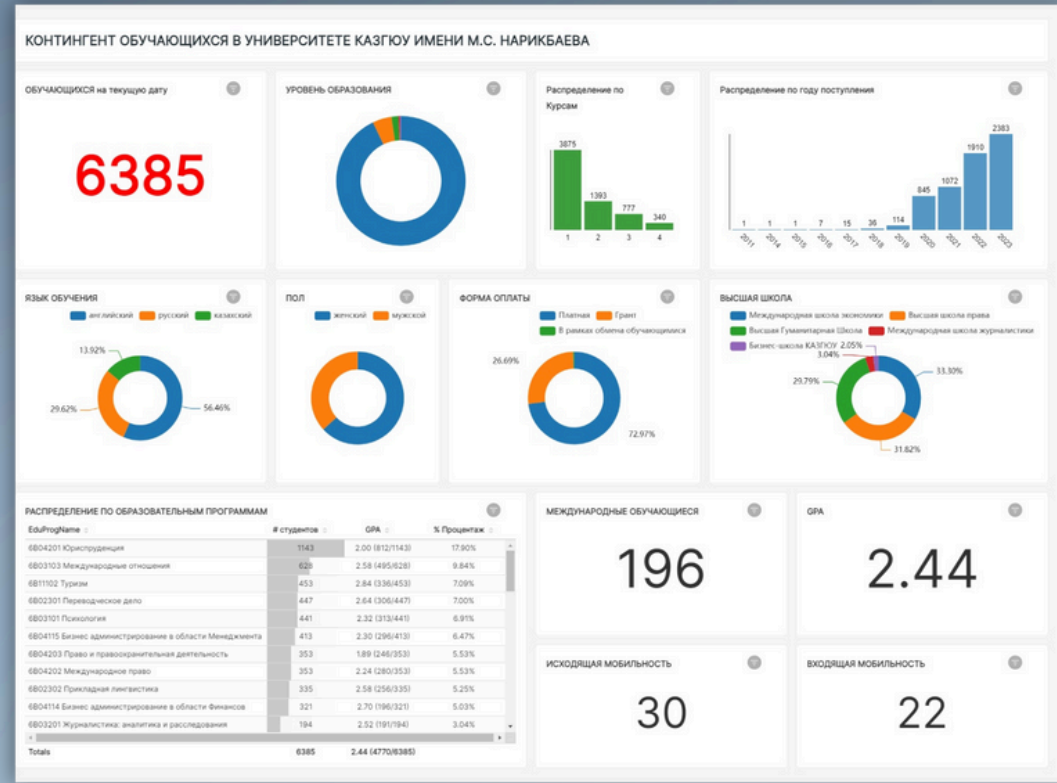 КОНТИНГЕНТ ОБУЧАЮЩИХСЯ В УНИВЕРСИТЕТЕ КАЗГЮУ ИМЕНИ М.С. НАРИКБАЕВА
ОБУЧАЮЩИХСЯ на текущую дату
6385
УРОВЕНЬ ОБРАЗОВАНИЯ
Распределение по
Курсам
3875
1393
777
340
1 2 3 4
Распределение по году поступления
1 1 1 7 15 36 114 845 1072 1910 2383
2011 2014 2015 2016 2017 2018 2019 2020 2021 2022 2023
ЯЗЫК ОБУЧЕНИЯ
английский русский казахский
13.92%
29.62%
56.46%
ПОЛ
женский мужской
ФОРМА ОПЛАТЫ
Платная Грант
В рамках обмена обучающимися
26.69%
72.97%
ВЫСШАЯ ШКОЛА
Международная школа экономики Высшая школа права
Высшая Гуманитарная Школа Международная школа журналистики
Бизнес-школа КАЗГЮУ 2.05%
3.04%
33.30%
29.79%
31.82%
РАСПРЕДЕЛЕНИЕ ПО ОБРАЗОВАТЕЛЬНЫМ ПРОГРАММАМ
EduProgName # студентов GPA % Процентаж
6B04201 Юриспруденция 1143 2.00 (812/1143) 17.90%
6B03103 Международные отношения 628 2.58 (495/628) 9.84%
6B11102 Туризм 453 2.84 (336/453) 7.09%
6B02301 Переводческое дело 447 2.64 (306/447) 7.00%
6B03101 Психология 441 2.32 (313/441) 6.91%
6B04115 Бизнес администрирование в области Менеджмента 413 2.30 (296/413) 6.47%
6B04203 Право и правоохранительная деятельность 353 1.89 (246/353) 5.53%
6B04202 Международное право 353 2.24 (280/353) 5.53%
6B02302 Прикладная лингвистика 335 2.58 (256/335) 5.25%
6B04114 Бизнес администрирование в области Финансов 321 2.70 (196/321) 5.03%
6B03201 Журналистика: аналитика и расследования 194 2.52 (191/194) 3.04%
Totals 6385 2.44 (4770/6385)
МЕЖДУНАРОДНЫЕ ОБУЧАЮЩИЕСЯ
196
GPA
2.44
ИСХОДЯЩАЯ МОБИЛЬНОСТЬ
30
ВХОДЯЩАЯ МОБИЛЬНОСТЬ
22